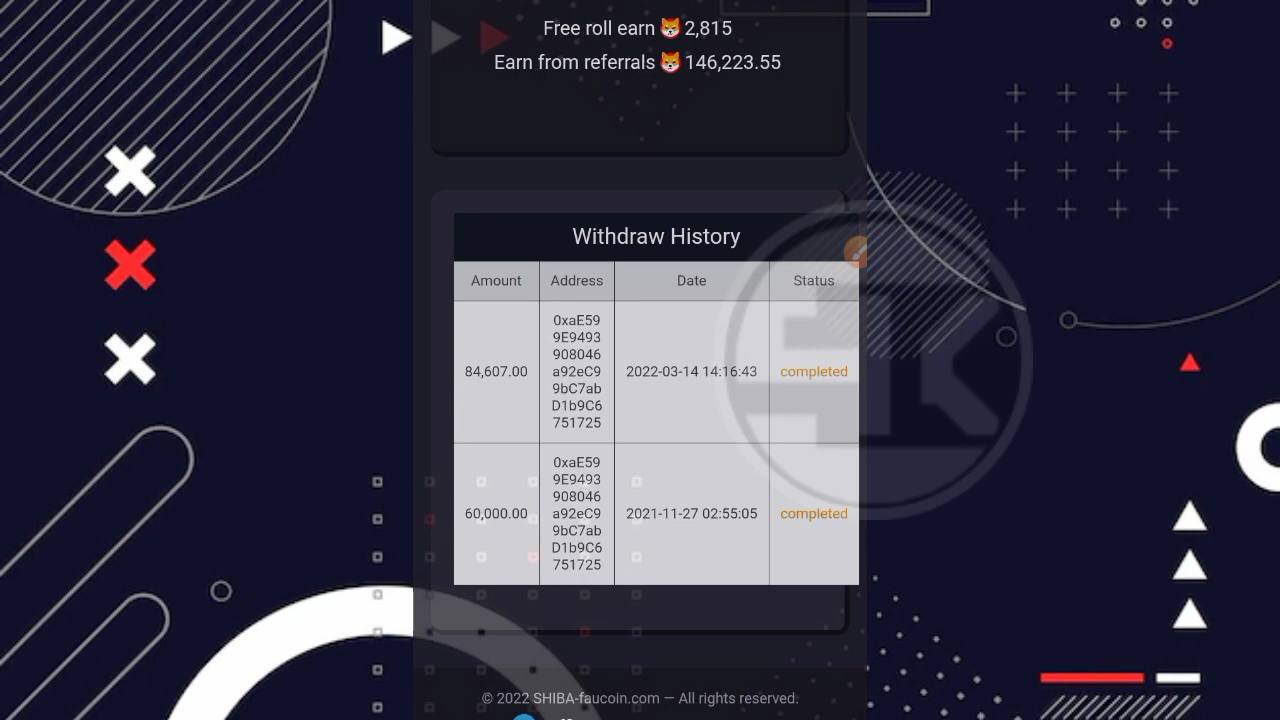 Free roll earn 🐕 2,815
Earn from referrals 🐕 146,223.55
Withdraw History
Amount Address Date Status
0xaE59
9E9493
908046
a92eC9
84,607.00 2022-03-14 14:16:43 completed
9bC7ab
D1b9C6
751725
0xaE59
9E9493
908046
a92eC9
60,000.00 2021-11-27 02:55:05 completed
9bC7ab
D1b9C6
751725
© 2022 SHIBA-faucoin.com — All rights reserved.